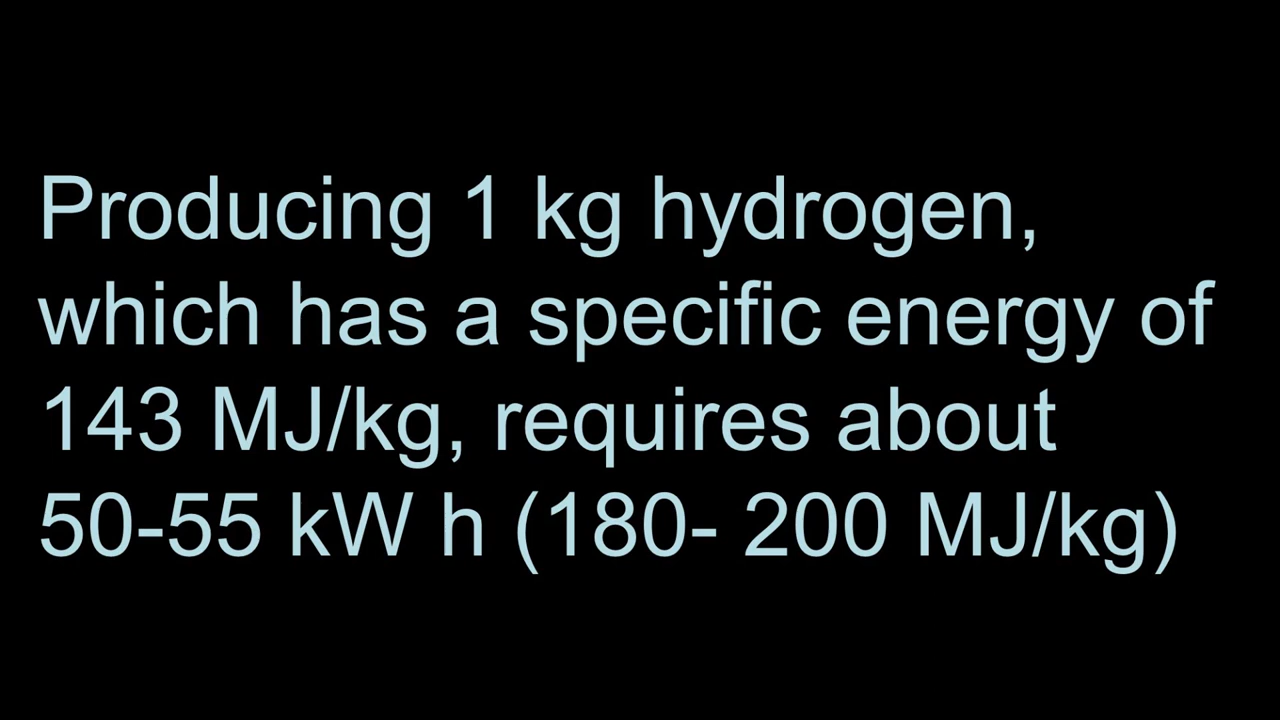 Producing 1 kg hydrogen,
which has a specific energy of
143 MJ/kg, requires about
50-55 kW h (180- 200 MJ/kg)